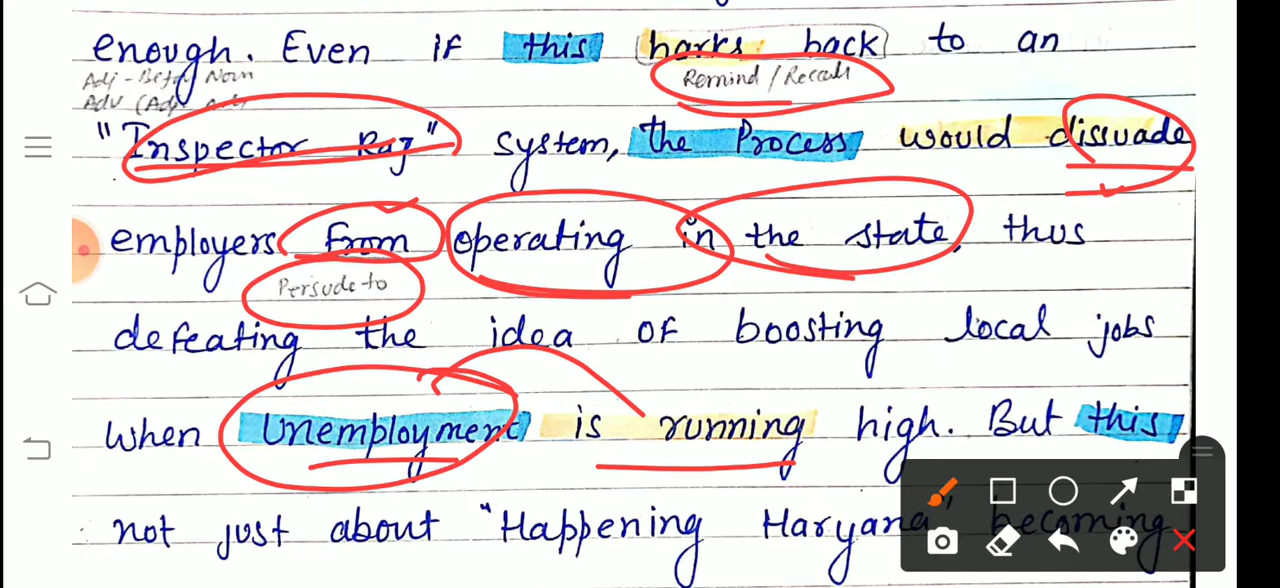 enough. Even if this harks back to an
Adj - Before Noun
Remind / Recall
Adv (Adj,
"Inspector Raj" system, the Process would dissuade
employers from operating in the state, thus
Persude to
defeating the idea of boosting local jobs
when Unemployment is running high. But this
not just about "Happening Haryana" becoming